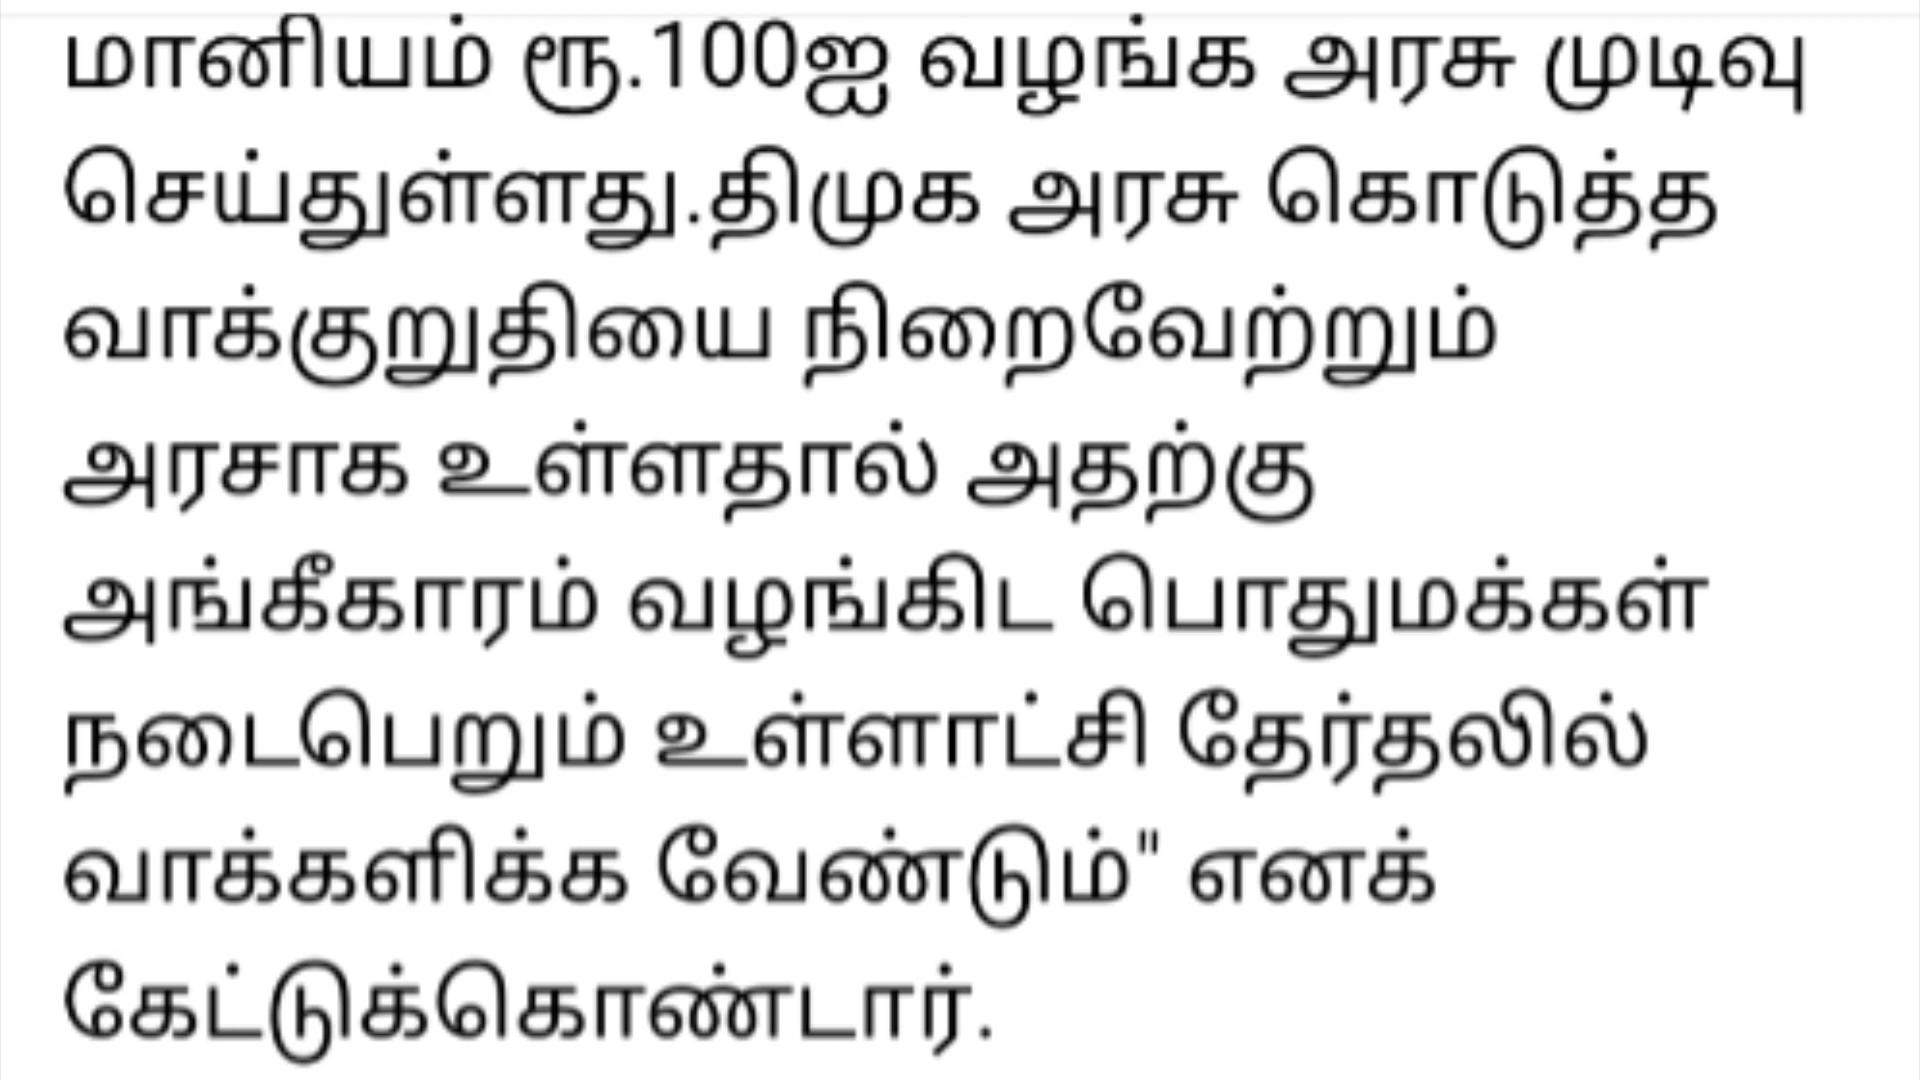 மானியம் ரூ.100ஐ வழங்க அரசு முடிவு
செய்துள்ளது.திமுக அரசு கொடுத்த
வாக்குறுதியை நிறைவேற்றும்
அரசாக உள்ளதால் அதற்கு
அங்கீகாரம் வழங்கிட பொதுமக்கள்
நடைபெறும் உள்ளாட்சி தேர்தலில்
வாக்களிக்க வேண்டும்" எனக்
கேட்டுக்கொண்டார்.